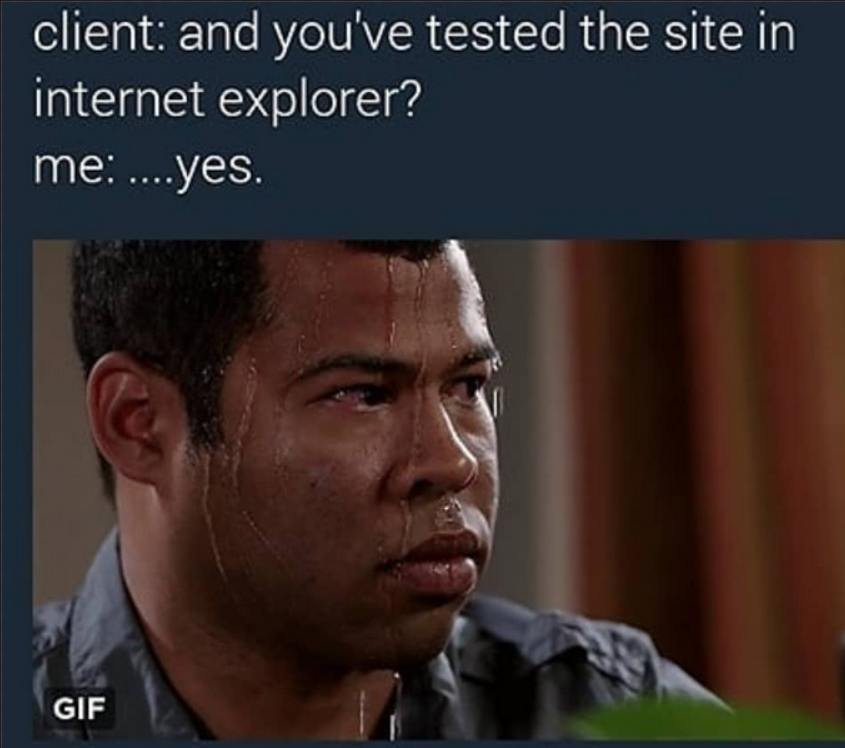 client: and you've tested the site in
internet explorer?
me: ....yes.
GIF